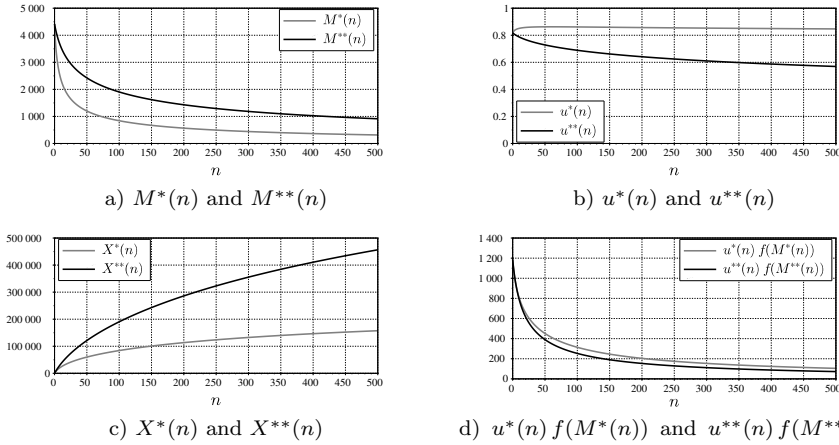 5 000
4 000
3 000
2 000
1 000
0
0 50 100 150 200 250 300 350 400 450 500
n
M*(n)
M**(n)
a) M*(n) and M**(n)
1
0.8
0.6
0.4
0.2
0
0 50 100 150 200 250 300 350 400 450 500
n
u*(n)
u**(n)
b) u*(n) and u**(n)
500 000
400 000
300 000
200 000
100 000
0
0 50 100 150 200 250 300 350 400 450 500
n
X*(n)
X**(n)
c) X*(n) and X**(n)
1 400
1 200
1 000
800
600
400
200
0
0 50 100 150 200 250 300 350 400 450 500
n
u*(n) f(M*(n))
u**(n) f(M**(n))
d) u*(n) f(M*(n)) and u**(n) f(M**